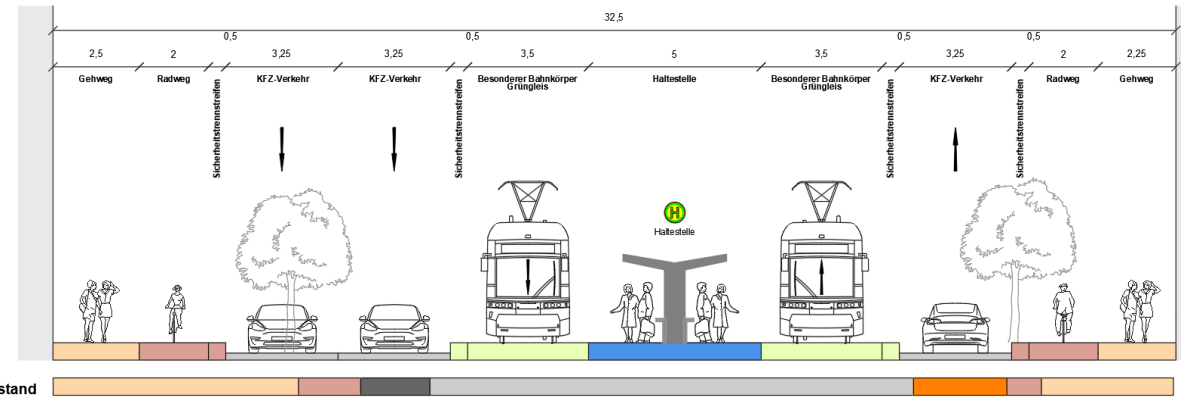 32,5
0,5 0,5 0,5 0,5
2,5 2 3,25 3,25 3,5 5 3,5 3,25 2 2,25
Gehweg Radweg KFZ-Verkehr KFZ-Verkehr Besonderer Bahnkörper Haltestelle Besonderer Bahnkörper KFZ-Verkehr Radweg Gehweg
Grüngleis Grüngleis
Sicherheitstrennstreifen
Sicherheitstrennstreifen
Sicherheitstrennstreifen
Sicherheitstrennstreifen
H
Haltestelle
stand